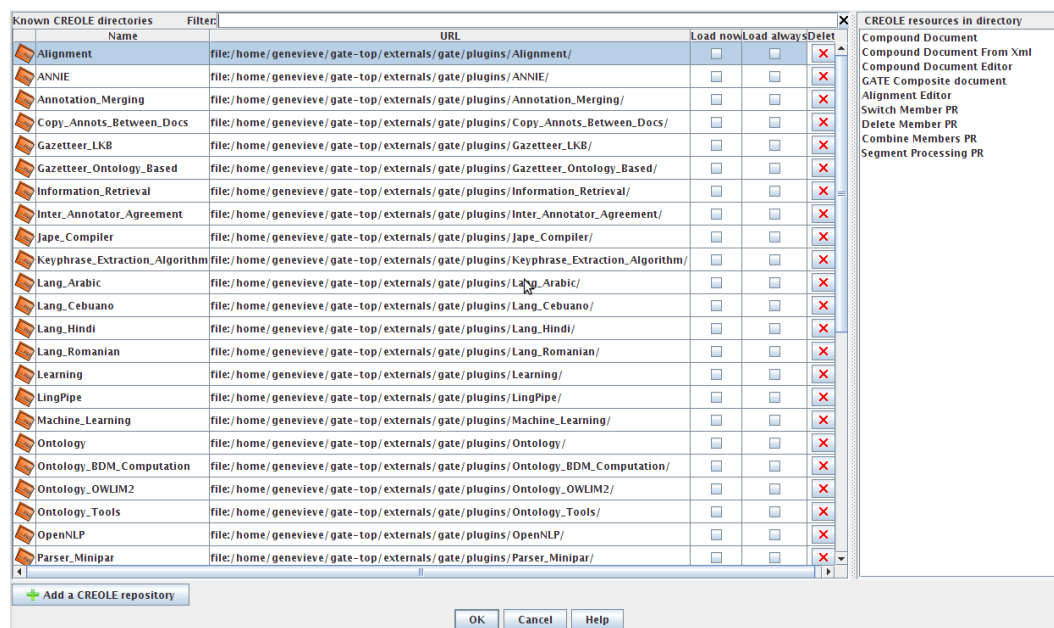 Known CREOLE directories Filter: CREOLE resources in directory
Name URL Load now Load always Delet
Alignment file:/home/genevieve/gate-top/externals/gate/plugins/Alignment/
ANNIE file:/home/genevieve/gate-top/externals/gate/plugins/ANNIE/
Annotation_Merging file:/home/genevieve/gate-top/externals/gate/plugins/Annotation_Merging/
Copy_Annots_Between_Docs file:/home/genevieve/gate-top/externals/gate/plugins/Copy_Annots_Between_Docs/
Gazetteer_LKB file:/home/genevieve/gate-top/externals/gate/plugins/Gazetteer_LKB/
Gazetteer_Ontology_Based file:/home/genevieve/gate-top/externals/gate/plugins/Gazetteer_Ontology_Based/
Information_Retrieval file:/home/genevieve/gate-top/externals/gate/plugins/Information_Retrieval/
Inter_Annotator_Agreement file:/home/genevieve/gate-top/externals/gate/plugins/Inter_Annotator_Agreement/
Jape_Compiler file:/home/genevieve/gate-top/externals/gate/plugins/Jape_Compiler/
Keyphrase_Extraction_Algorithm file:/home/genevieve/gate-top/externals/gate/plugins/Keyphrase_Extraction_Algorithm/
Lang_Arabic file:/home/genevieve/gate-top/externals/gate/plugins/Lang_Arabic/
Lang_Cebuano file:/home/genevieve/gate-top/externals/gate/plugins/Lang_Cebuano/
Lang_Hindi file:/home/genevieve/gate-top/externals/gate/plugins/Lang_Hindi/
Lang_Romanian file:/home/genevieve/gate-top/externals/gate/plugins/Lang_Romanian/
Learning file:/home/genevieve/gate-top/externals/gate/plugins/Learning/
LingPipe file:/home/genevieve/gate-top/externals/gate/plugins/LingPipe/
Machine_Learning file:/home/genevieve/gate-top/externals/gate/plugins/Machine_Learning/
Ontology file:/home/genevieve/gate-top/externals/gate/plugins/Ontology/
Ontology_BDM_Computation file:/home/genevieve/gate-top/externals/gate/plugins/Ontology_BDM_Computation/
Ontology_OWLIM2 file:/home/genevieve/gate-top/externals/gate/plugins/Ontology_OWLIM2/
Ontology_Tools file:/home/genevieve/gate-top/externals/gate/plugins/Ontology_Tools/
OpenNLP file:/home/genevieve/gate-top/externals/gate/plugins/OpenNLP/
Parser_Minipar file:/home/genevieve/gate-top/externals/gate/plugins/Parser_Minipar/
Compound Document
Compound Document From Xml
Compound Document Editor
GATE Composite document
Alignment Editor
Switch Member PR
Delete Member PR
Combine Members PR
Segment Processing PR
Add a CREOLE repository
OK Cancel Help